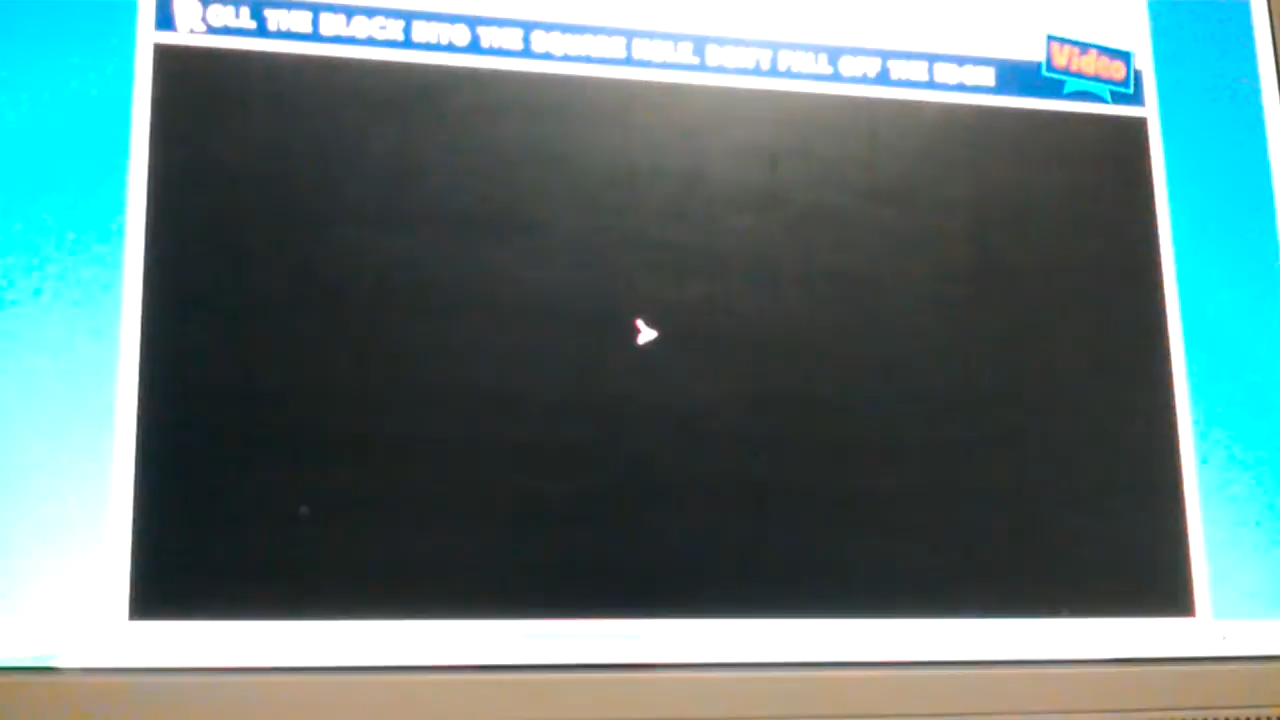 ROLL THE BLOCK INTO THE SQUARE HOLE. DON'T FALL OFF THE EDGE
Video